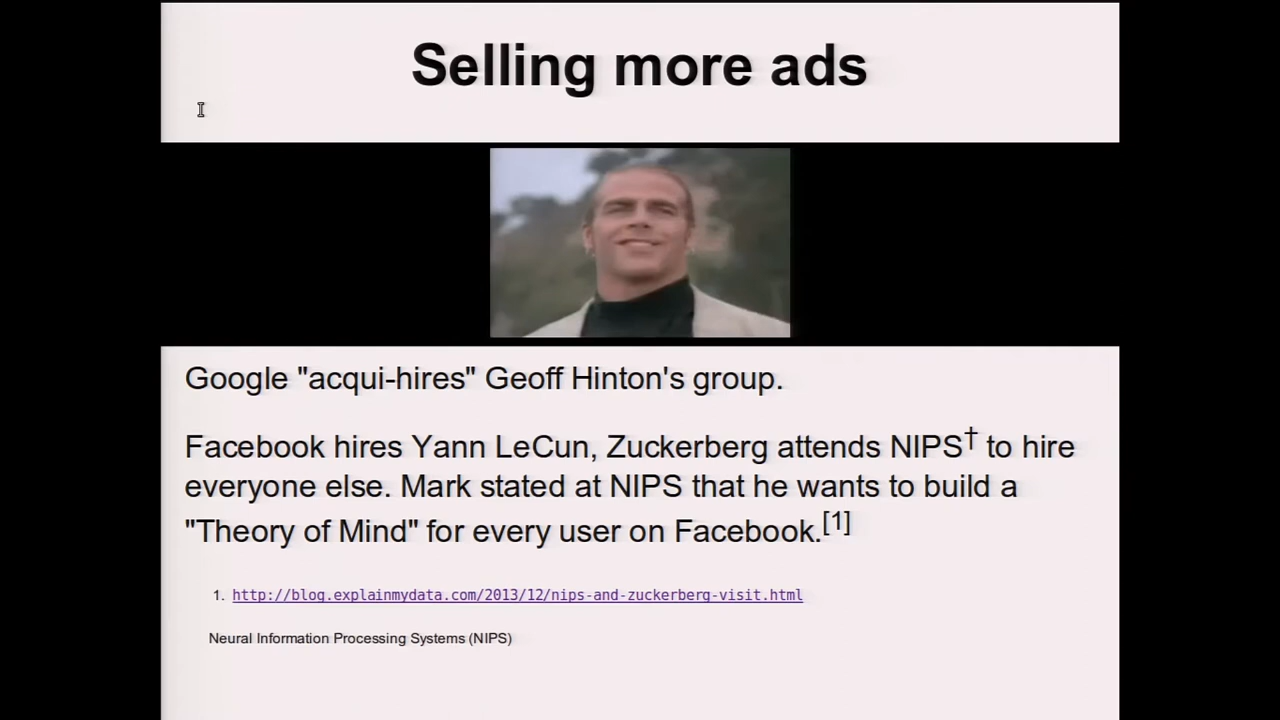 Selling more ads
Google "acqui-hires" Geoff Hinton's group.
Facebook hires Yann LeCun, Zuckerberg attends NIPS† to hire
everyone else. Mark stated at NIPS that he wants to build a
"Theory of Mind" for every user on Facebook.[1]
1. http://blog.explainmydata.com/2013/12/nips-and-zuckerberg-visit.html
Neural Information Processing Systems (NIPS)